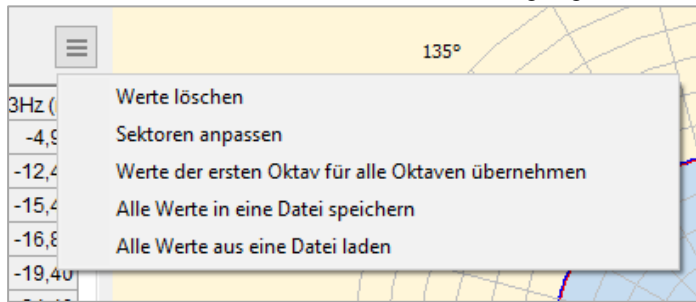 135°
Werte löschen
3Hz (
Sektoren anpassen
-4,9
Werte der ersten Oktav für alle Oktaven übernehmen
-12,4
Alle Werte in eine Datei speichern
-15,4
Alle Werte aus eine Datei laden
-16,8
-19,40